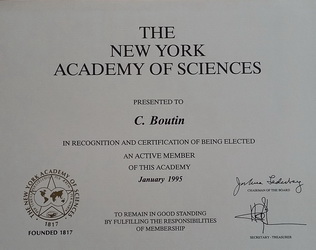 THE
NEW YORK
ACADEMY OF SCIENCES
PRESENTED TO
C. Boutin
IN RECOGNITION AND CERTIFICATION OF BEING ELECTED
AN ACTIVE MEMBER
OF THIS ACADEMY
January 1995
Joshua Lederberg
CHAIRMAN OF THE BOARD
THE NEW YORK ACADEMY OF SCIENCES
1817
FOUNDED 1817
TO REMAIN IN GOOD STANDING
BY FULFILLING THE RESPONSIBILITIES
OF MEMBERSHIP
SECRETARY - TREASURER